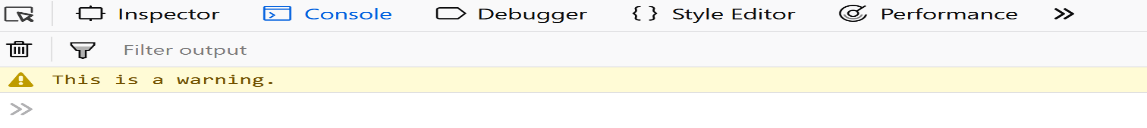 Inspector Console Debugger { } Style Editor Performance >>
Filter output
This is a warning.
>>